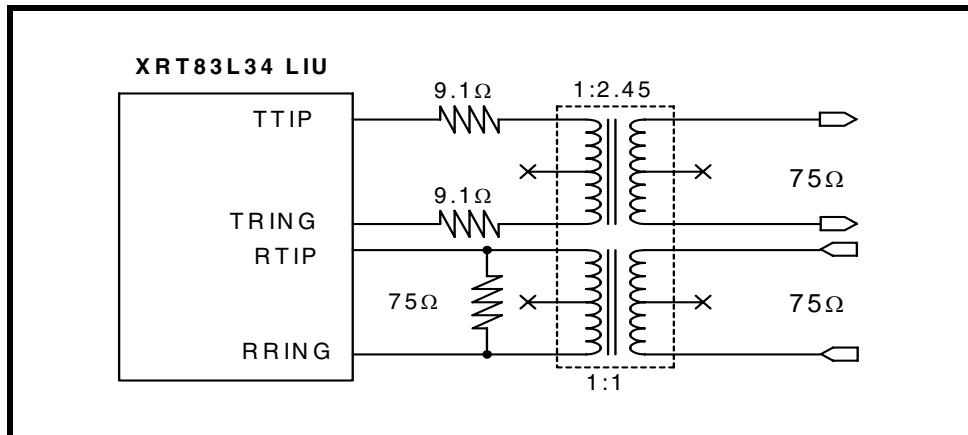 XRT83L34 LIU
9.1Ω
1:2.45
TTIP
75Ω
9.1Ω
TRING
RTIP
75Ω
75Ω
RRING
1:1